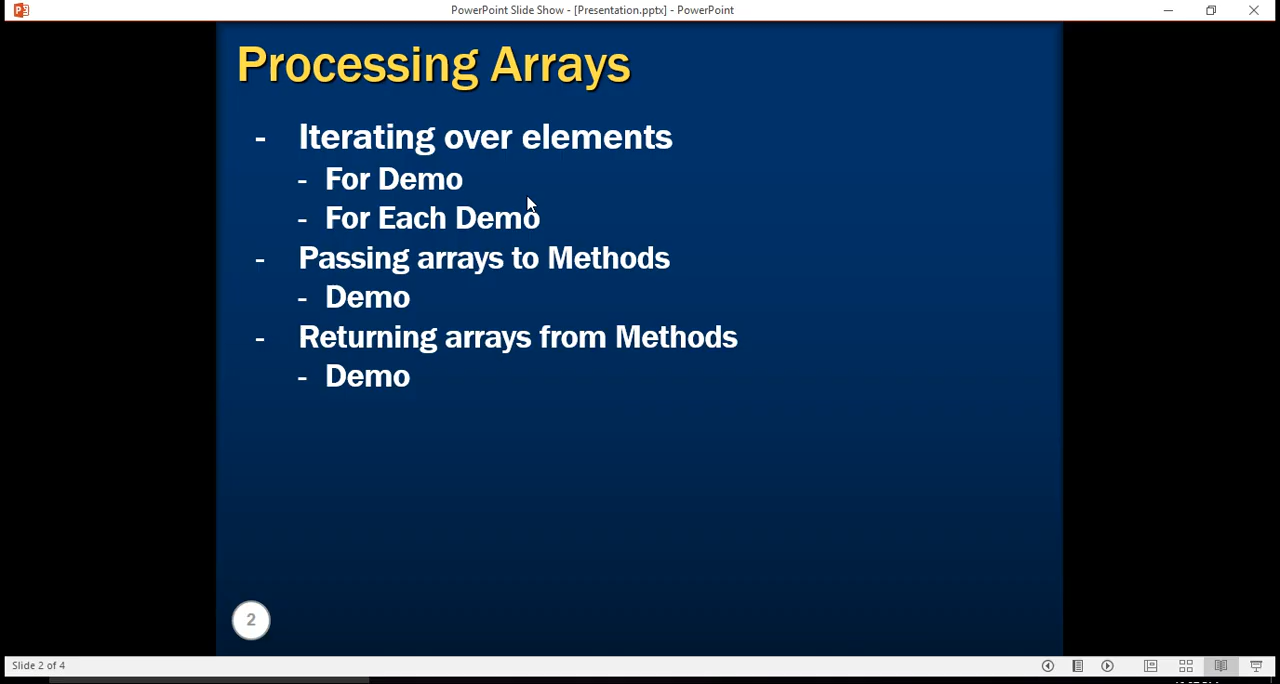 PowerPoint Slide Show - [Presentation.pptx] - PowerPoint
Processing Arrays
- Iterating over elements
- For Demo
- For Each Demo
- Passing arrays to Methods
- Demo
- Returning arrays from Methods
- Demo
2
Slide 2 of 4